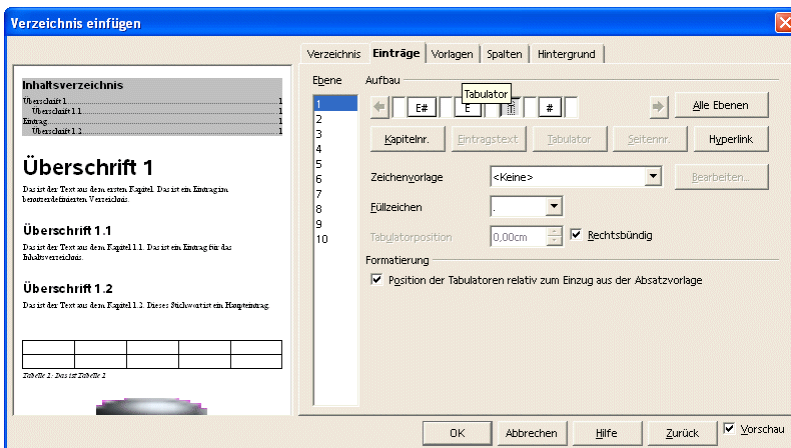 Verzeichnis einfügen
Verzeichnis Einträge Vorlagen Spalten Hintergrund
Inhaltsverzeichnis
Überschrift 1 1
Überschrift 1.1 1
Eintrag 1
Überschrift 1.2 1
Überschrift 1
Das ist der Text aus dem ersten Kapitel. Das ist ein Eintrag im
benutzerdefinierten Verzeichnis.
Überschrift 1.1
Das ist der Text aus dem Kapitel 1.1. Das ist ein Eintrag für das
Inhaltsverzeichnis.
Überschrift 1.2
Das ist der Text aus dem Kapitel 1.2. Dieses Stichwort ist ein Haupteintrag.
Tabelle 1: Das ist Tabelle 1
Ebene
1
2
3
4
5
6
7
8
9
10
Aufbau
Tabulator
E# E T #
Alle Ebenen
Kapitelnr. Eintragstext Tabulator Seitennr. Hyperlink
Zeichenvorlage <Keine> Bearbeiten...
Füllzeichen .
Tabulatorposition 0,00cm Rechtsbündig
Formatierung
Position der Tabulatoren relativ zum Einzug aus der Absatzvorlage
OK Abbrechen Hilfe Zurück Vorschau